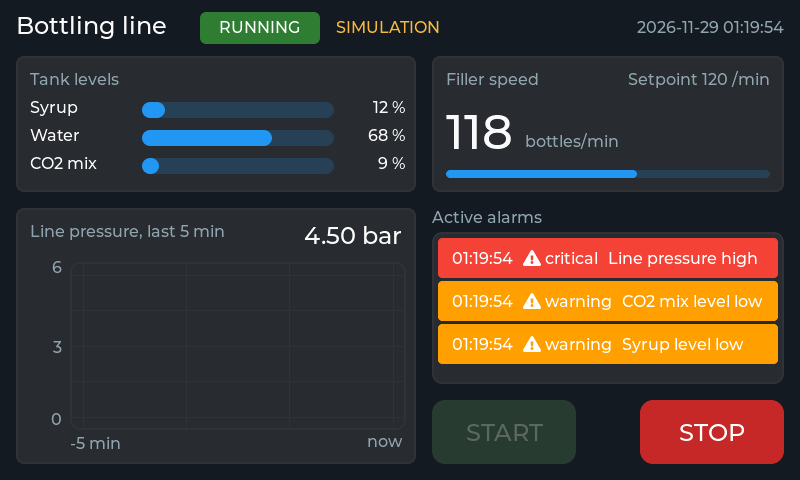 Bottling line RUNNING SIMULATION 2026-11-29 01:19:54
Tank levels
Syrup 12 %
Water 68 %
CO2 mix 9 %
Filler speed Setpoint 120 /min
118 bottles/min
Line pressure, last 5 min 4.50 bar
6
3
0
-5 min now
Active alarms
01:19:54 critical Line pressure high
01:19:54 warning CO2 mix level low
01:19:54 warning Syrup level low
START STOP